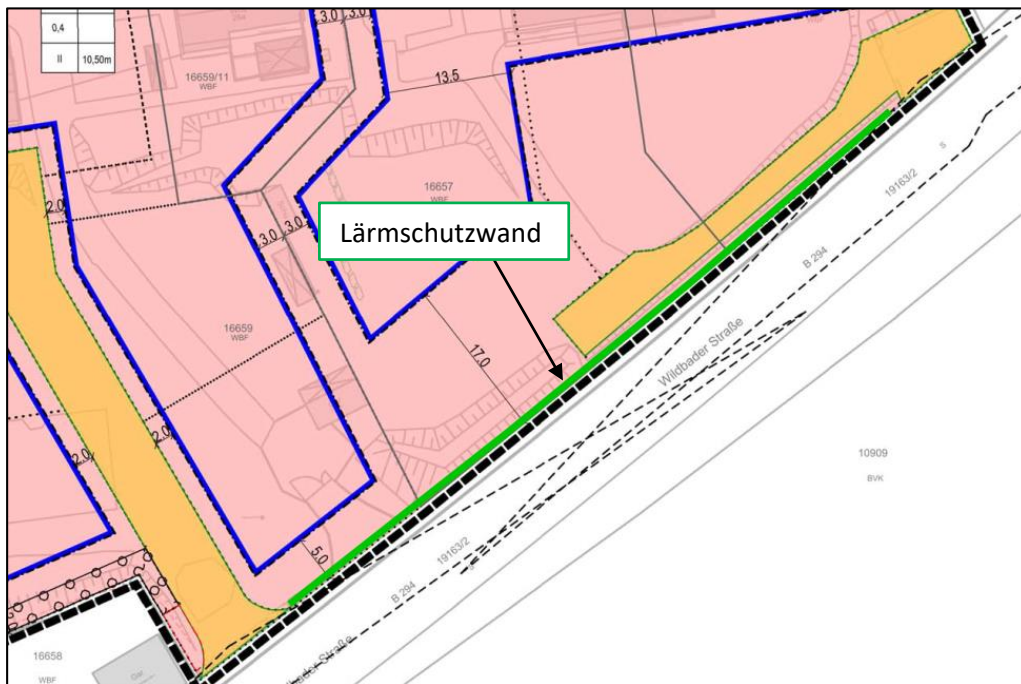 0,4
II 10,50m
3.0 3.0
16659/11
WBF
13.5
16657
WBF
2.0
3.0 3.0
Lärmschutzwand
19163/2
S
B 294
Wildbader Straße
16659
WBF
17.0
10909
BVK
2.0
2.0
5.0
19163/2
B 294
16658
WBF